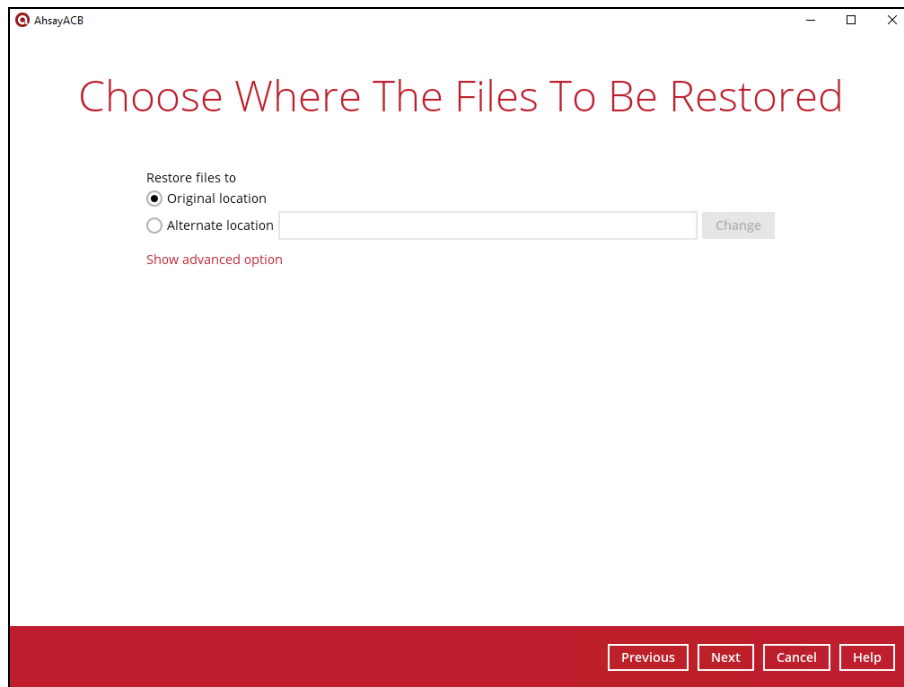 AhsayACB
Choose Where The Files To Be Restored
Restore files to
Original location
Alternate location Change
Show advanced option
Previous Next Cancel Help